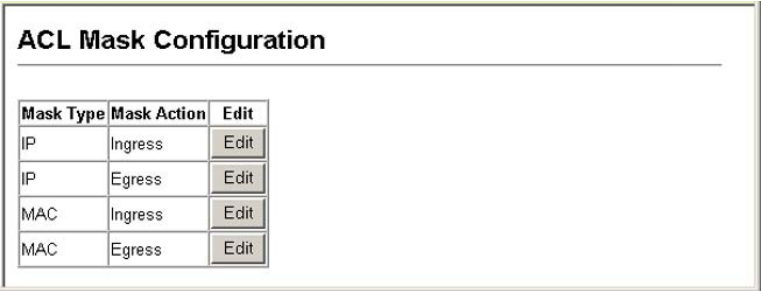 ACL Mask Configuration
Mask Type Mask Action Edit
IP Ingress Edit
IP Egress Edit
MAC Ingress Edit
MAC Egress Edit